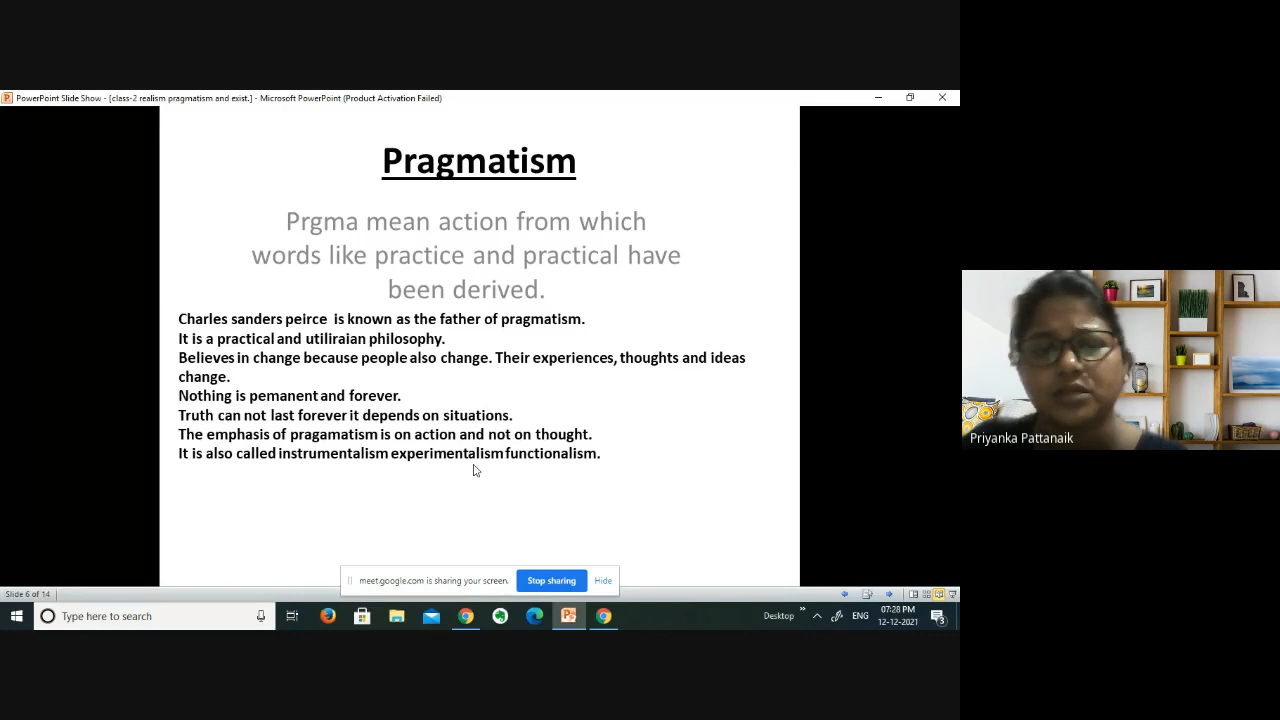 PowerPoint Slide Show - [class-2 realism pragmatism and exist.] - Microsoft PowerPoint (Product Activation Failed)
Pragmatism
Prgma mean action from which
words like practice and practical have
been derived.
Charles sanders peirce is known as the father of pragmatism.
It is a practical and utiliraian philosophy.
Believes in change because people also change. Their experiences, thoughts and ideas
change.
Nothing is pemanent and forever.
Truth can not last forever it depends on situations.
The emphasis of pragamatism is on action and not on thought.
It is also called instrumentalism experimentalism functionalism.
Priyanka Pattanaik
meet.google.com is sharing your screen.
Stop sharing
Hide
Slide 6 of 14
Type here to search
Desktop
ENG
07:28 PM
12-12-2021
3